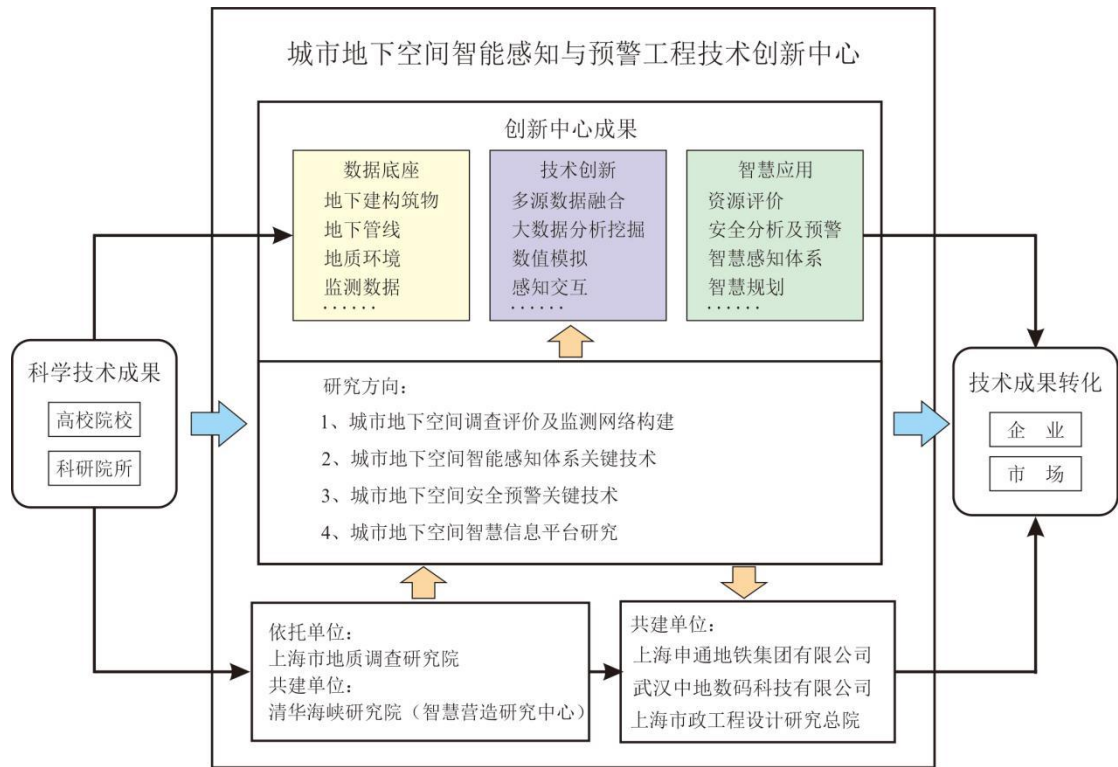 城市地下空间智能感知与预警工程技术创新中心
创新中心成果
数据底座
地下建构筑物
地下管线
地质环境
监测数据
······
技术创新
多源数据融合
大数据分析挖掘
数值模拟
感知交互
······
智慧应用
资源评价
安全分析及预警
智慧感知体系
智慧规划
······
科学技术成果
高校院校
科研院所
研究方向：
1、城市地下空间调查评价及监测网络构建
2、城市地下空间智能感知体系关键技术
3、城市地下空间安全预警关键技术
4、城市地下空间智慧信息平台研究
技术成果转化
企 业
市 场
依托单位：
上海市地质调查研究院
共建单位：
清华海峡研究院（智慧营造研究中心）
共建单位：
上海申通地铁集团有限公司
武汉中地数码科技有限公司
上海市政工程设计研究总院